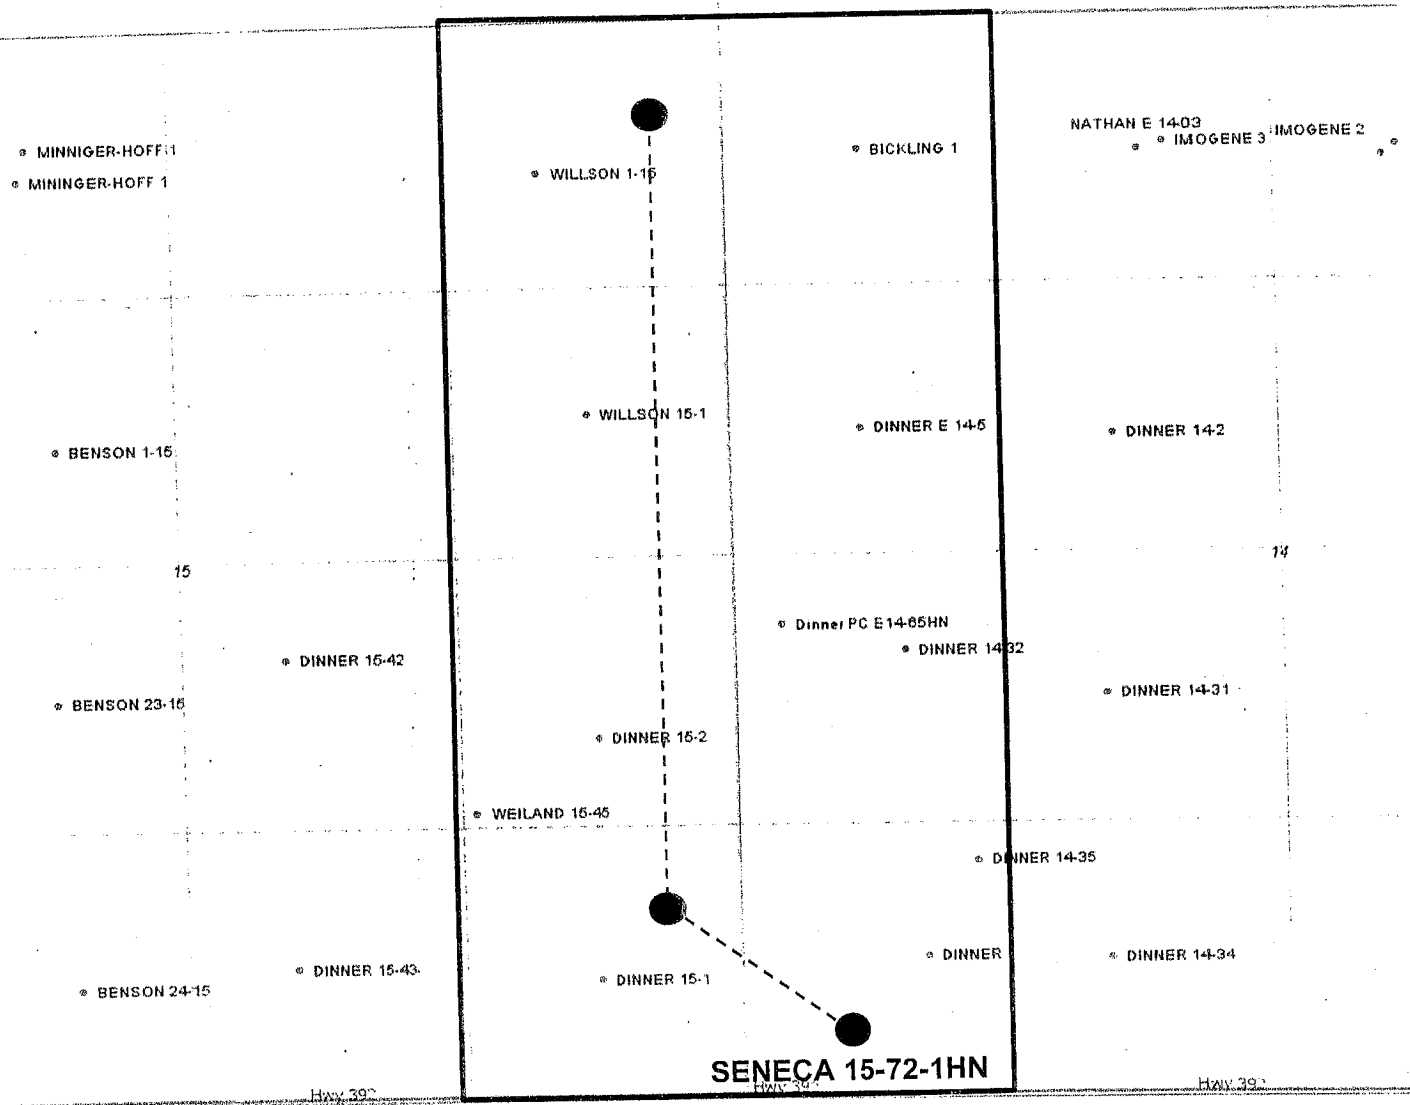 NATHAN E 14-03
IMOGENE 2
IMOGENE 3
MINNIGER-HOFF 1
WILLSON 1-15
BICKLING 1
MININGER-HOFF 1
WILLSON 15-1
DINNER E 14-5
DINNER 14-2
BENSON 1-15
15
14
Dinner PC E14-65HN
DINNER 14-32
DINNER 15-42
DINNER 14-31
BENSON 23-15
DINNER 15-2
WEILAND 15-45
DINNER 14-35
DINNER
DINNER 14-34
DINNER 15-43
DINNER 15-1
BENSON 24-15
SENECA 15-72-1HN
Hwy
Hwy
Hwy